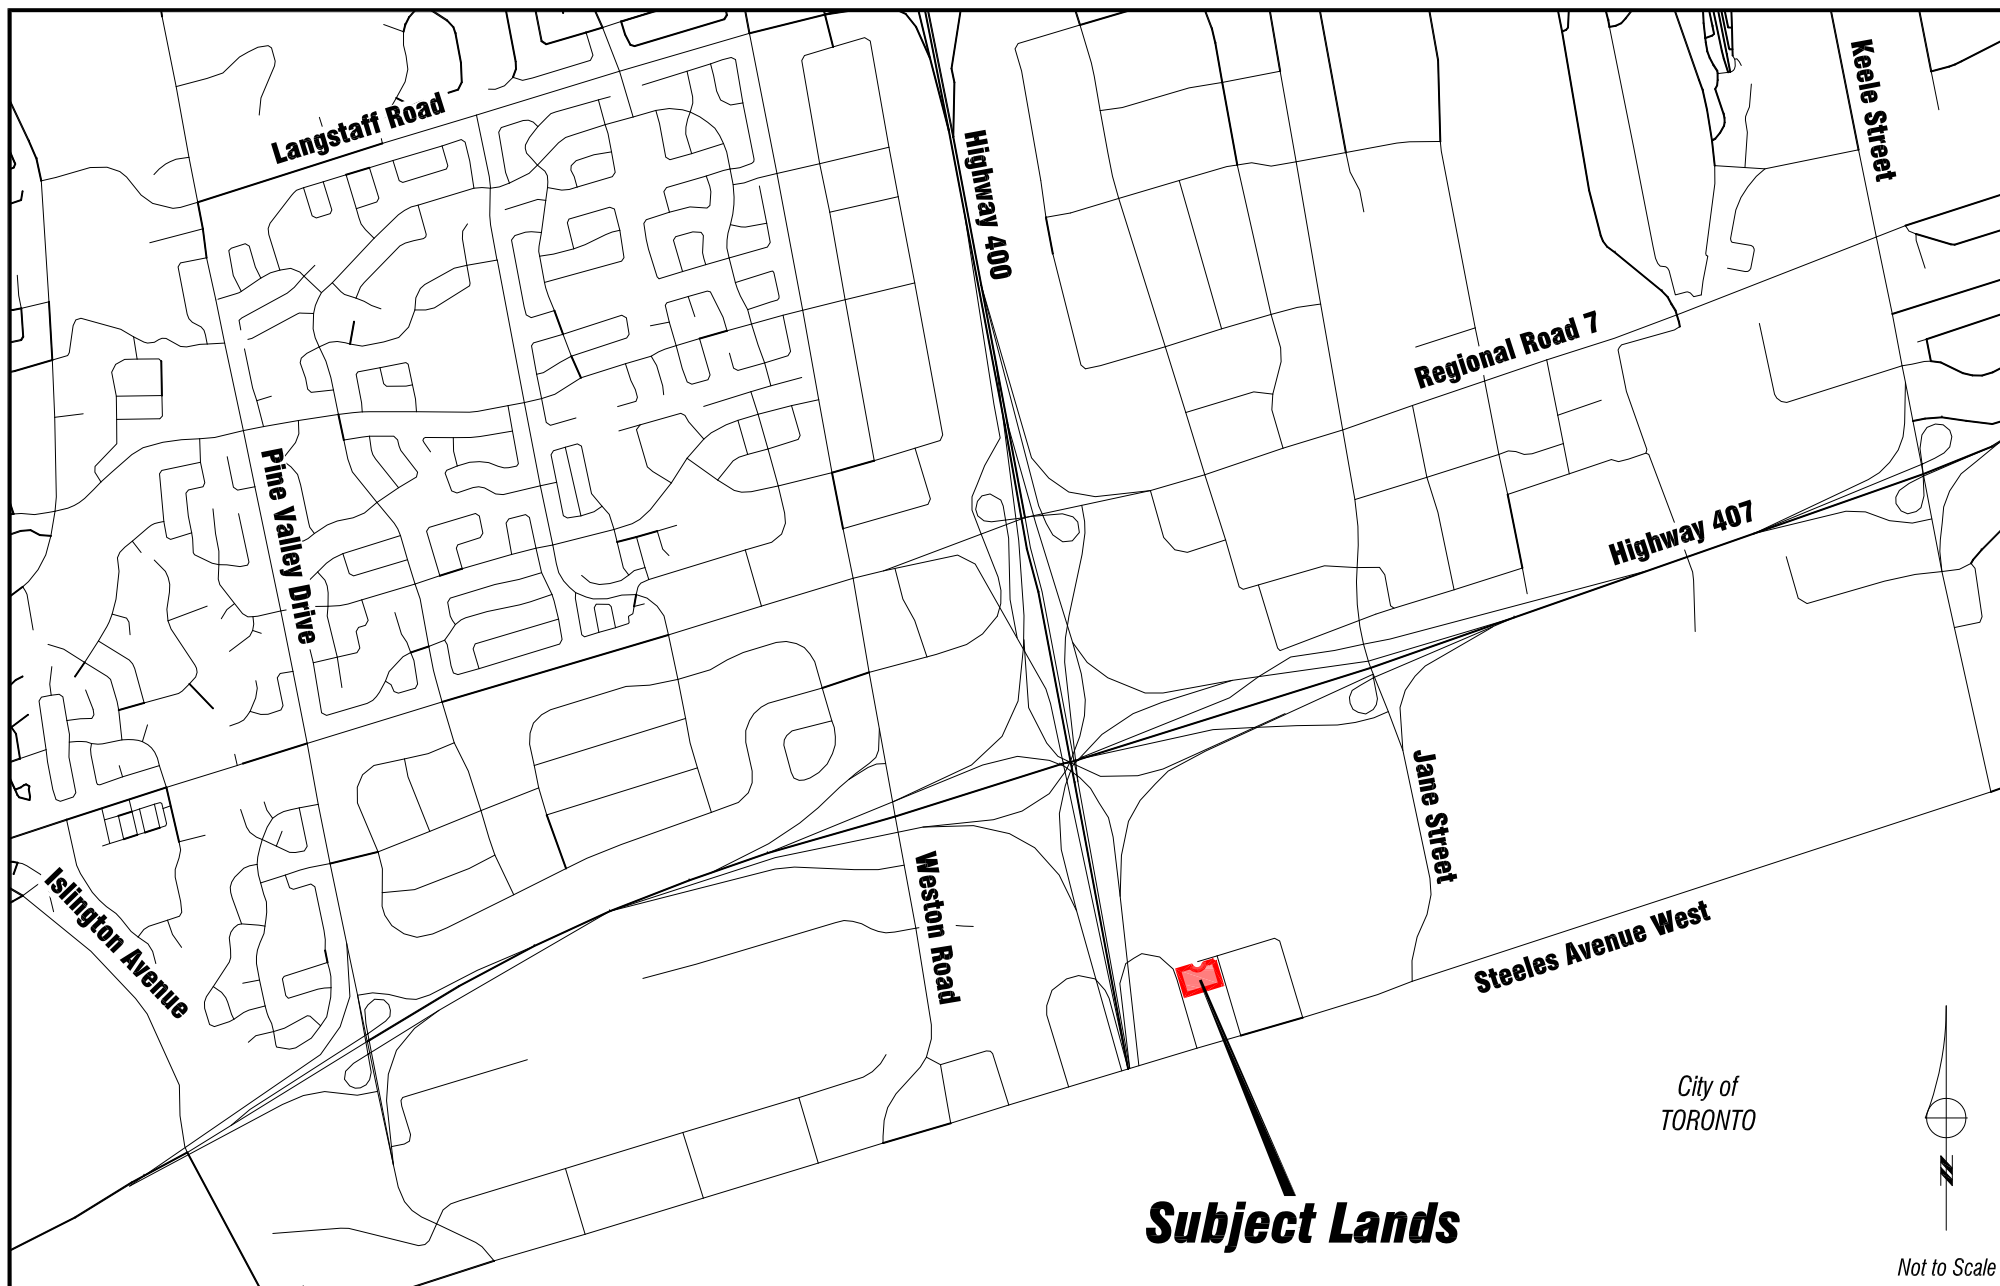 Langstaff Road
Keele Street
Highway 400
Regional Road 7
Pine Valley Drive
Highway 407
Jane Street
Weston Road
Islington Avenue
Steeles Avenue West
City of
TORONTO
N
Subject Lands
Not to Scale